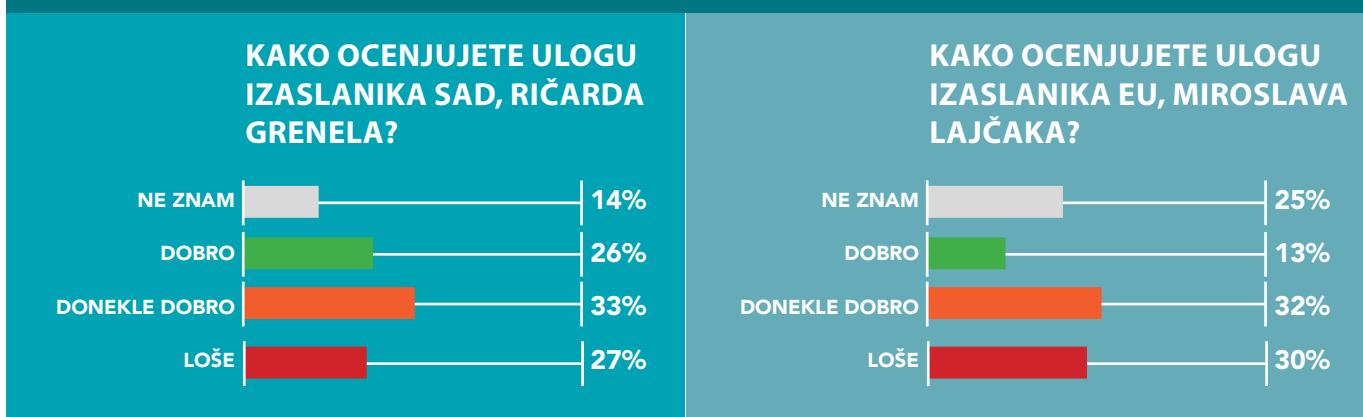 KAKO OCENJUJETE ULOGU
IZASLANIKA SAD, RIČARDA
GRENELA?
NE ZNAM 14%
DOBRO 26%
DONEKLE DOBRO 33%
LOŠE 27%
KAKO OCENJUJETE ULOGU
IZASLANIKA EU, MIROSLAVA
LAJČAKA?
NE ZNAM 25%
DOBRO 13%
DONEKLE DOBRO 32%
LOŠE 30%